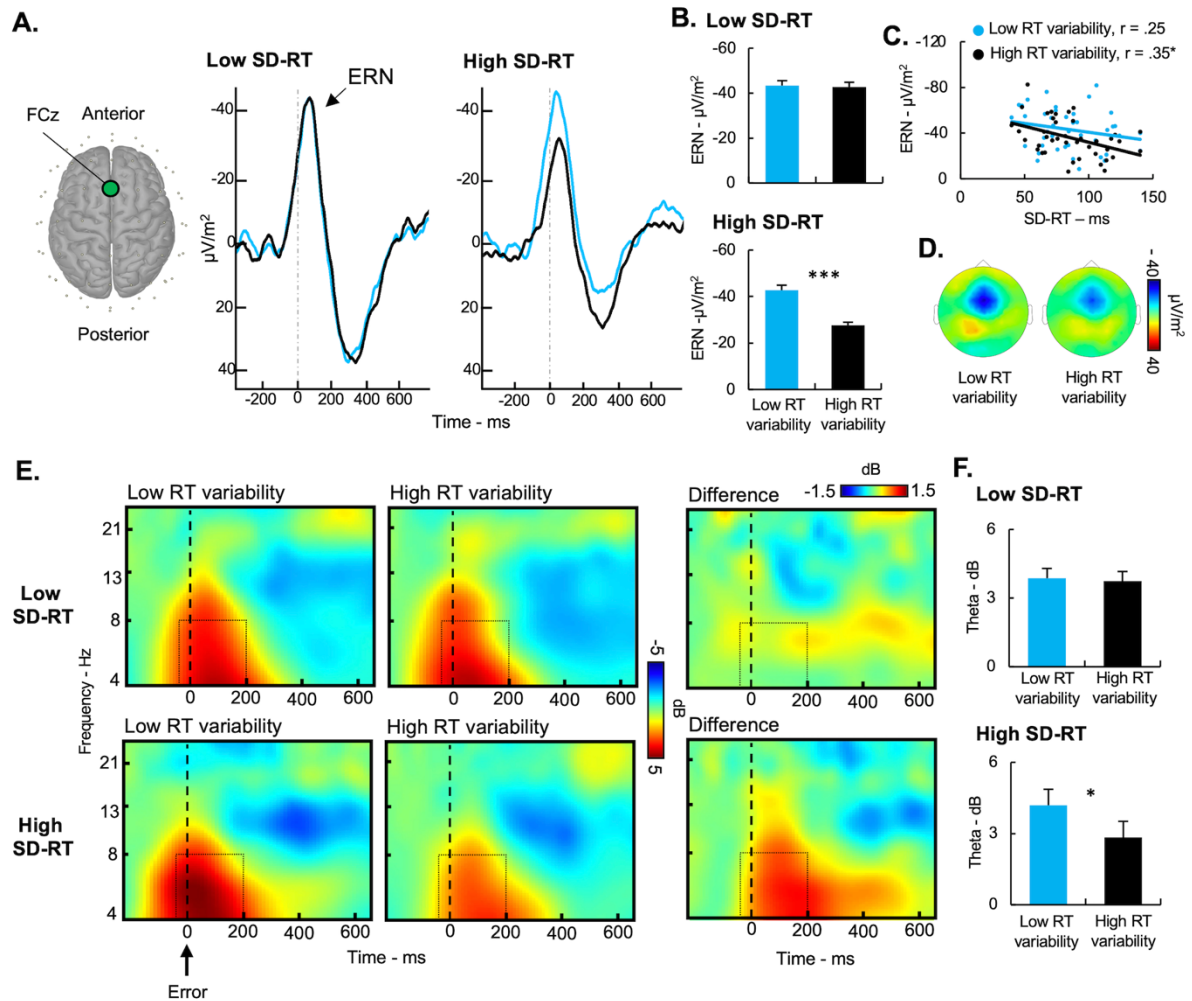 A.
FCz
Anterior
Posterior
Low SD-RT
High SD-RT
ERN
-40
-20
0
20
40
µV/m²
-200 0 200 400 600
-40
-20
0
20
40
-200 0 200 400 600
Time - ms
B.
Low SD-RT
-60
-40
-20
0
ERN - µV/m²
High SD-RT
-60
-40
-20
0
ERN -µV/m²
***
Low RT
variability
High RT
variability
C.
Low RT variability, r = .25
High RT variability, r = .35*
-120
-80
-40
0
ERN - µV/m²
0 50 100 150
SD-RT – ms
D.
Low RT
variability
High RT
variability
- 40
40
µV/m²
E.
Low RT variability
High RT variability
Difference
dB
-1.5 1.5
Low
SD-RT
21
13
8
4
0 200 400 600
0 200 400 600
0 200 400 600
Frequency - Hz
-5
dB
5
Low RT variability
High RT variability
Difference
High
SD-RT
21
13
8
4
0 200 400 600
0 200 400 600
0 200 400 600
Time - ms
Time - ms
Error
F.
Low SD-RT
6
3
0
Theta - dB
Low RT
variability
High RT
variability
High SD-RT
6
3
0
Theta - dB
*
Low RT
variability
High RT
variability